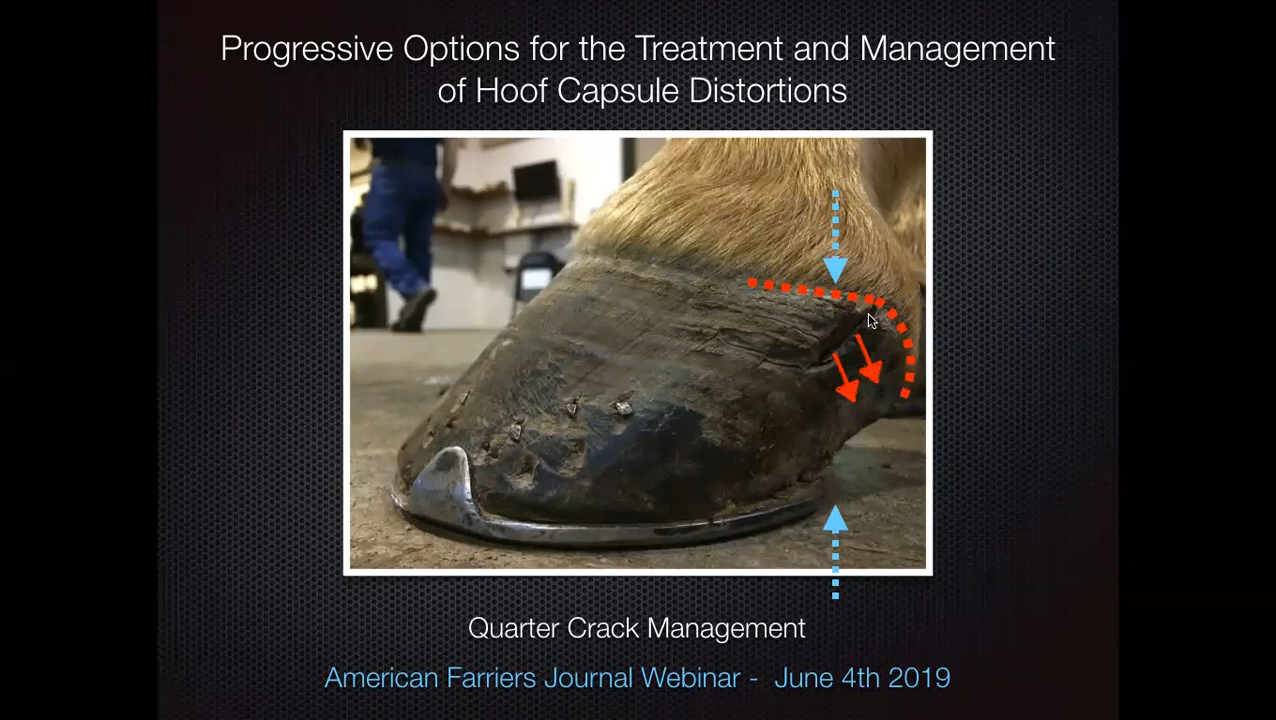 Progressive Options for the Treatment and Management
of Hoof Capsule Distortions
Quarter Crack Management
American Farriers Journal Webinar - June 4th 2019